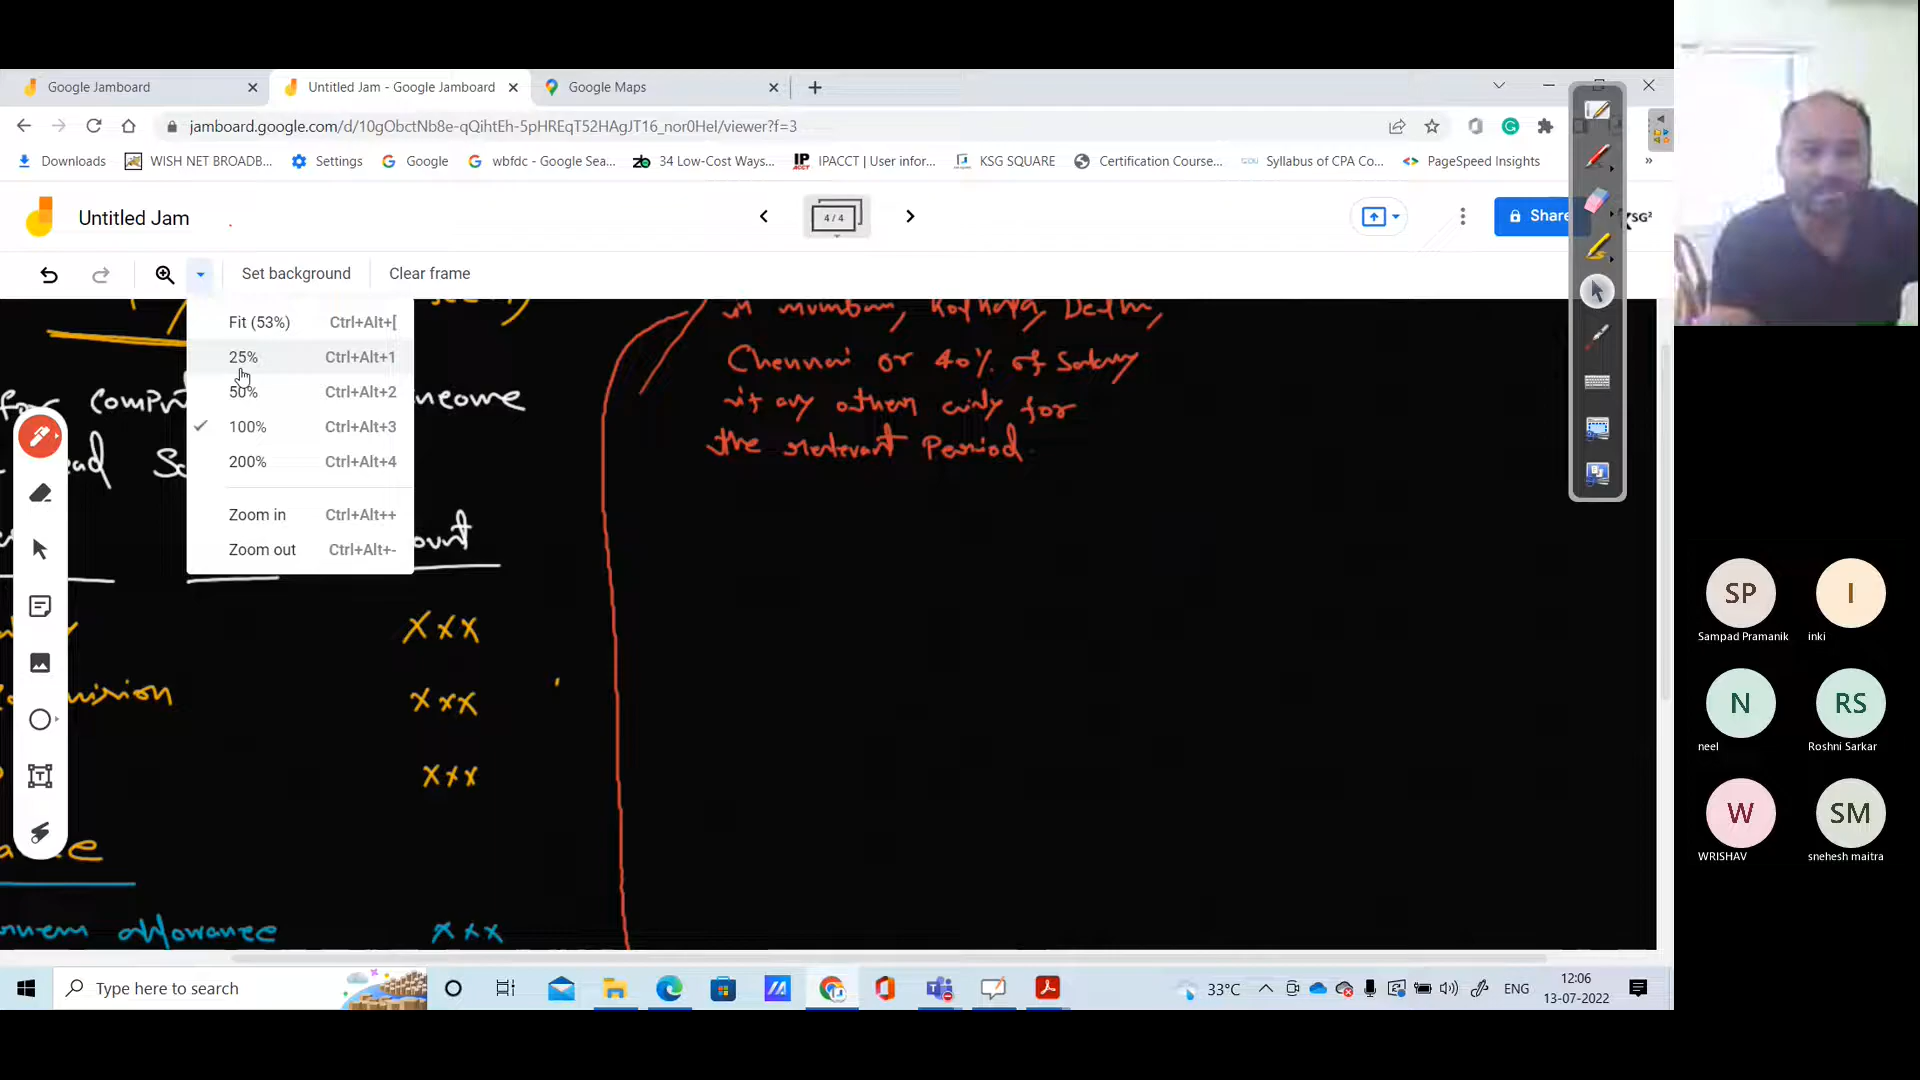 Google Jamboard
Untitled Jam - Google Jamboard
Google Maps
jamboard.google.com/d/10gObctNb8e-qQihtEh-5pHREqT52HAgJT16_nor0HeI/viewer?f=3
Downloads
WISH NET BROADB...
Settings
Google
wbfdc - Google Sea...
34 Low-Cost Ways...
IPACCT | User infor...
KSG SQUARE
Certification Course...
Syllabus of CPA Co...
PageSpeed Insights
»
Untitled Jam
4 / 4
Share
KSG²
Set background
Clear frame
Fit (53%) Ctrl+Alt+[
25% Ctrl+Alt+1
50% Ctrl+Alt+2
100% Ctrl+Alt+3
200% Ctrl+Alt+4
Zoom in Ctrl+Alt++
Zoom out Ctrl+Alt+-
for
xxx
xxx
xxx
allowance xxx
in mumbai, Kolkata, Delhi,
Chennai or 40% of Salary
if any other city for
the relevant Period
SP
Sampad Pramanik
I
inki
N
neel
RS
Roshni Sarkar
W
WRISHAV
SM
snehesh maitra
Type here to search
33°C
ENG
12:06
13-07-2022